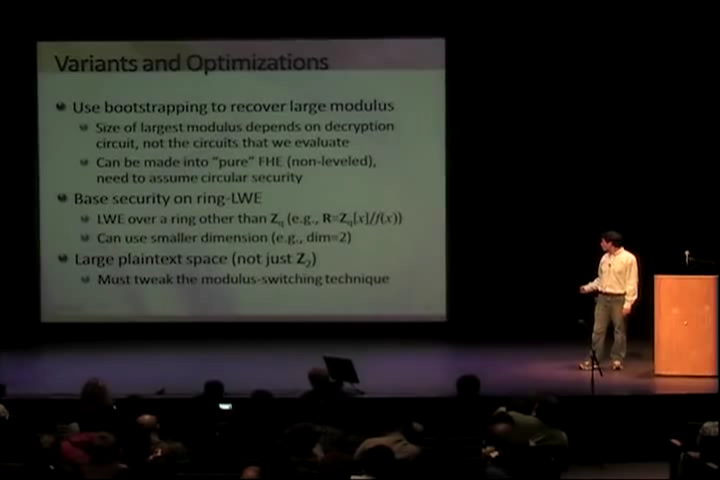 Variants and Optimizations
Use bootstrapping to recover large modulus
Size of largest modulus depends on decryption
circuit, not the circuits that we evaluate
Can be made into “pure” FHE (non-leveled),
need to assume circular security
Base security on ring-LWE
LWE over a ring other than Zq (e.g., R=Zq[x]/f(x))
Can use smaller dimension (e.g., dim=2)
Large plaintext space (not just Z2)
Must tweak the modulus-switching technique